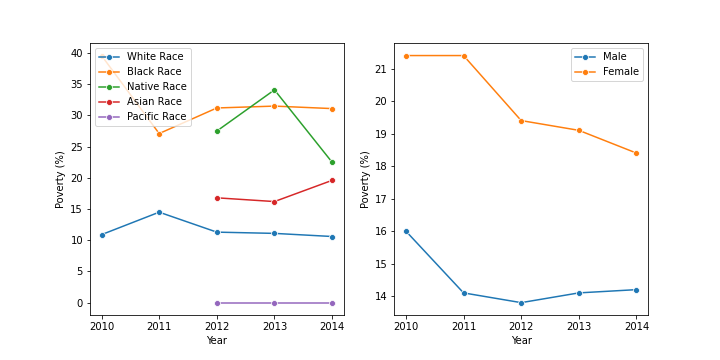 White Race
Black Race
Native Race
Asian Race
Pacific Race
Poverty (%)
40
35
30
25
20
15
10
5
0
2010 2011 2012 2013 2014
Year
Male
Female
Poverty (%)
21
20
19
18
17
16
15
14
2010 2011 2012 2013 2014
Year